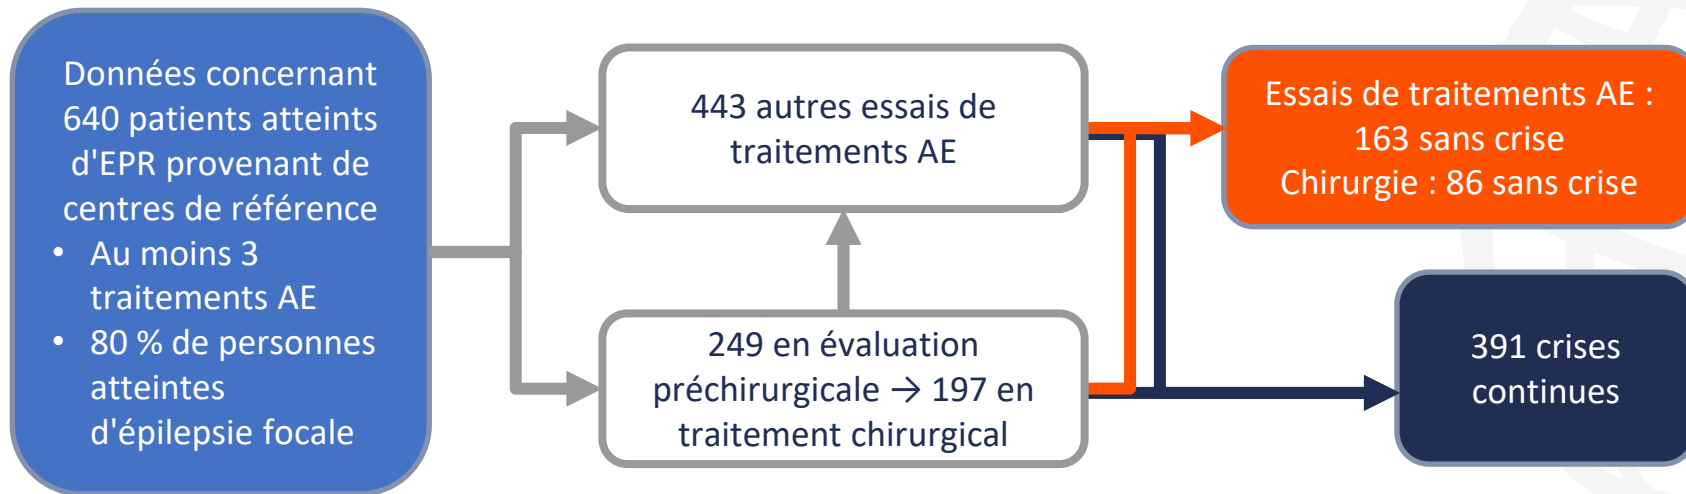 Données concernant
640 patients atteints
d'EPR provenant de
centres de référence
• Au moins 3
traitements AE
• 80 % de personnes
atteintes
d'épilepsie focale
443 autres essais de
traitements AE
249 en évaluation
préchirurgicale → 197 en
traitement chirurgical
Essais de traitements AE :
163 sans crise
Chirurgie : 86 sans crise
391 crises
continues